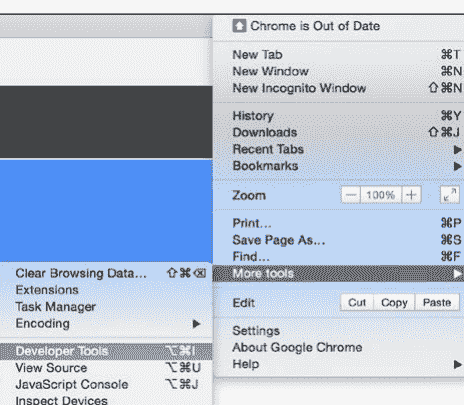 Chrome is Out of Date
New Tab ⌘T
New Window ⌘N
New Incognito Window ⇧⌘N
History ⌘Y
Downloads ⇧⌘J
Recent Tabs ▶
Bookmarks ▶
Zoom − 100% +
Print... ⌘P
Save Page As... ⌘S
Find... ⌘F
More tools ▶
Edit Cut Copy Paste
Settings
About Google Chrome
Help ▶
Clear Browsing Data... ⇧⌘⌫
Extensions
Task Manager
Encoding ▶
Developer Tools ⌥⌘I
View Source ⌥⌘U
JavaScript Console ⌥⌘J
Inspect Devices